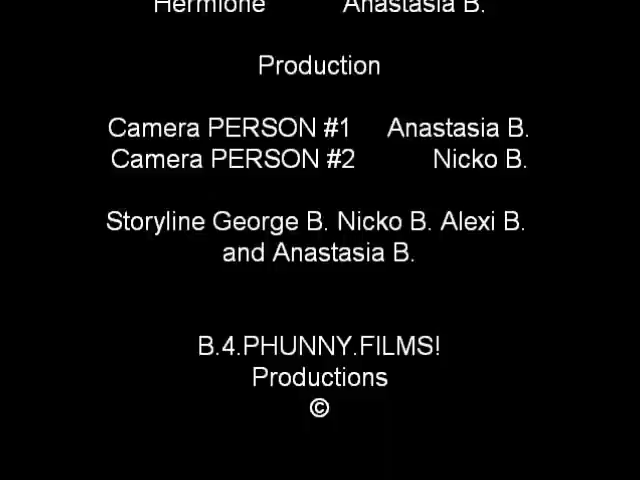 Hermione Anastasia B.
Production
Camera PERSON #1 Anastasia B.
Camera PERSON #2 Nicko B.
Storyline George B. Nicko B. Alexi B.
and Anastasia B.
B.4.PHUNNY.FILMS!
Productions
©